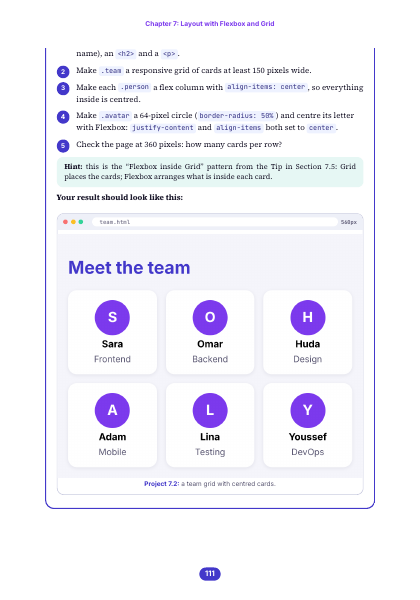 Chapter 7: Layout with Flexbox and Grid
name), an <h2> and a <p>.
2 Make .team a responsive grid of cards at least 150 pixels wide.
3 Make each .person a flex column with align-items: center, so everything
inside is centred.
4 Make .avatar a 64-pixel circle (border-radius: 50%) and centre its letter
with Flexbox: justify-content and align-items both set to center.
5 Check the page at 360 pixels: how many cards per row?
Hint: this is the “Flexbox inside Grid” pattern from the Tip in Section 7.5: Grid
places the cards; Flexbox arranges what is inside each card.
Your result should look like this:
team.html 560px
Meet the team
S O H
Sara Omar Huda
Frontend Backend Design
A L Y
Adam Lina Youssef
Mobile Testing DevOps
Project 7.2: a team grid with centred cards.
111